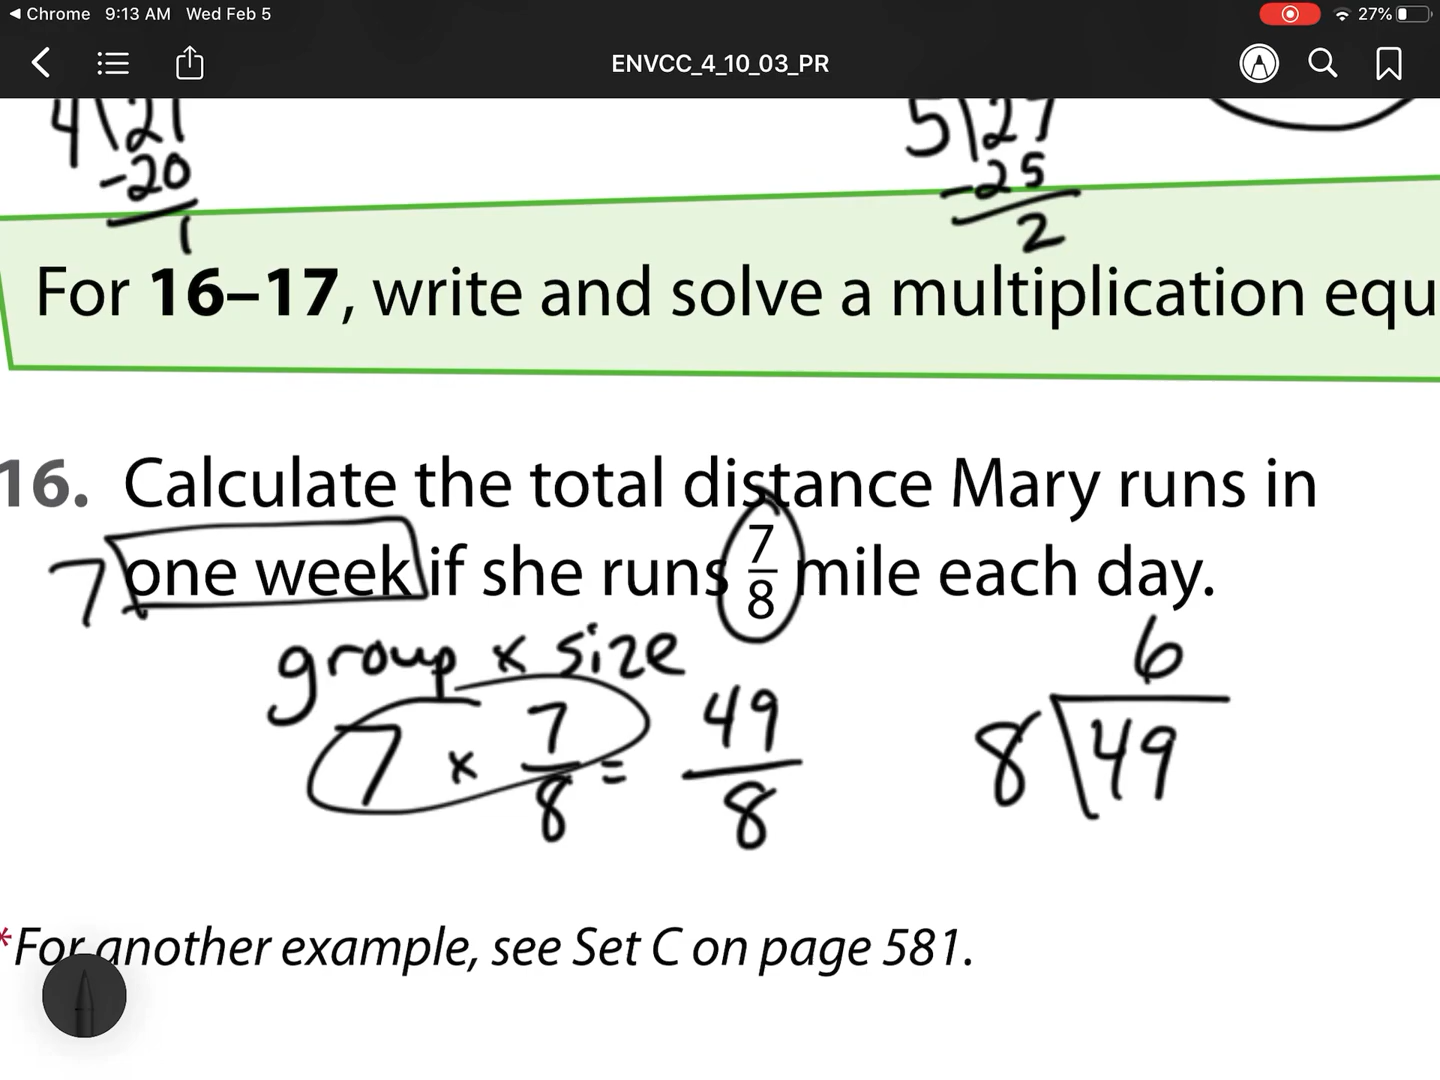 Chrome 9:13 AM Wed Feb 5 27%
ENVCC_4_10_03_PR
4 21 5 27
-20 -25
1 2
For 16–17, write and solve a multiplication equ
16. Calculate the total distance Mary runs in
7 one week if she runs 7/8 mile each day.
group x size 6
7 x 7/8 = 49/8 8 49
*For another example, see Set C on page 581.